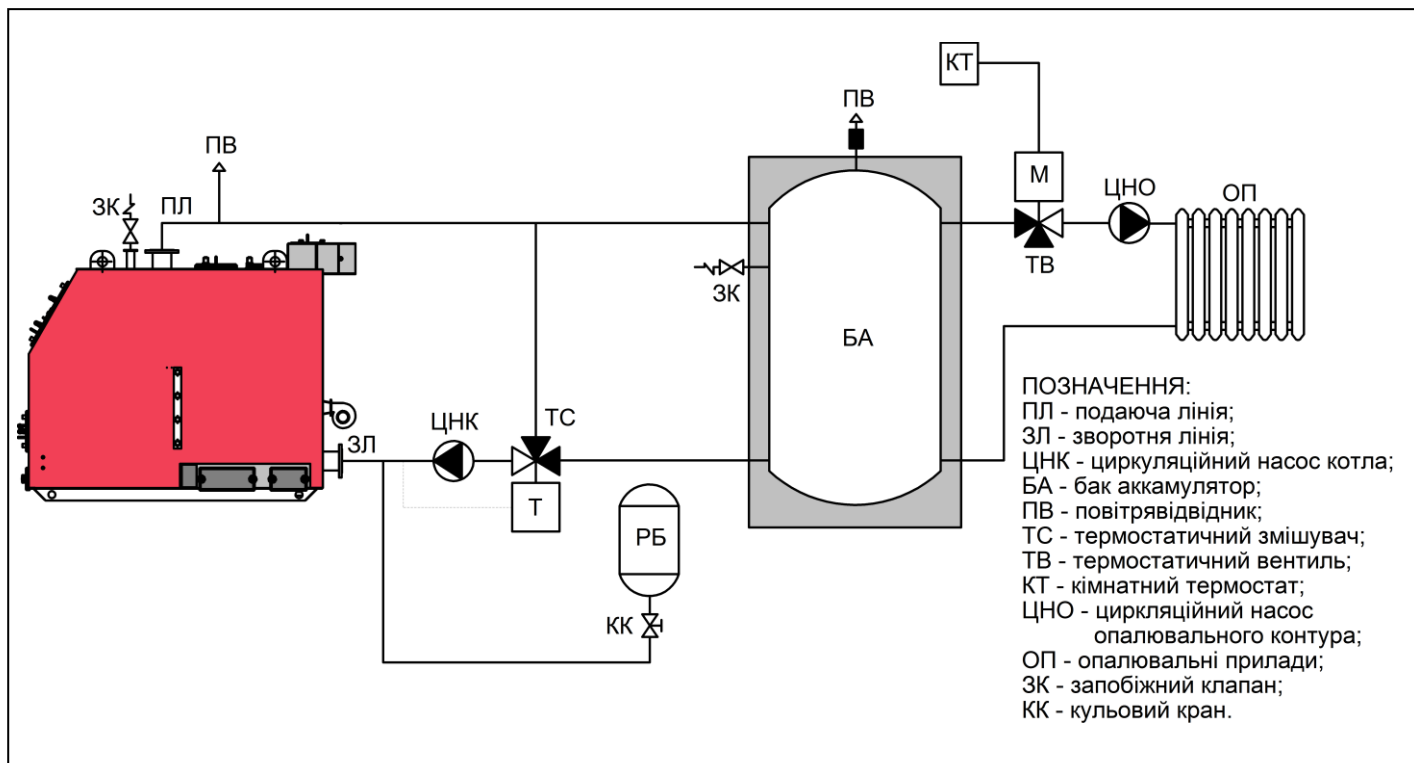 КТ
ПВ
ПВ
М
ЦНО
ОП
ЗК
ПЛ
ТВ
ЗК
БА
ЦНК
ТС
ЗЛ
Т
РБ
КК
ПОЗНАЧЕННЯ:
ПЛ - подаюча лінія;
ЗЛ - зворотня лінія;
ЦНК - циркуляційний насос котла;
БА - бак аккамулятор;
ПВ - повітрявідвідник;
ТС - термостатичний змішувач;
ТВ - термостатичний вентиль;
КТ - кімнатний термостат;
ЦНО - циркляційний насос
опалювального контура;
ОП - опалювальні прилади;
ЗК - запобіжний клапан;
КК - кульовий кран.